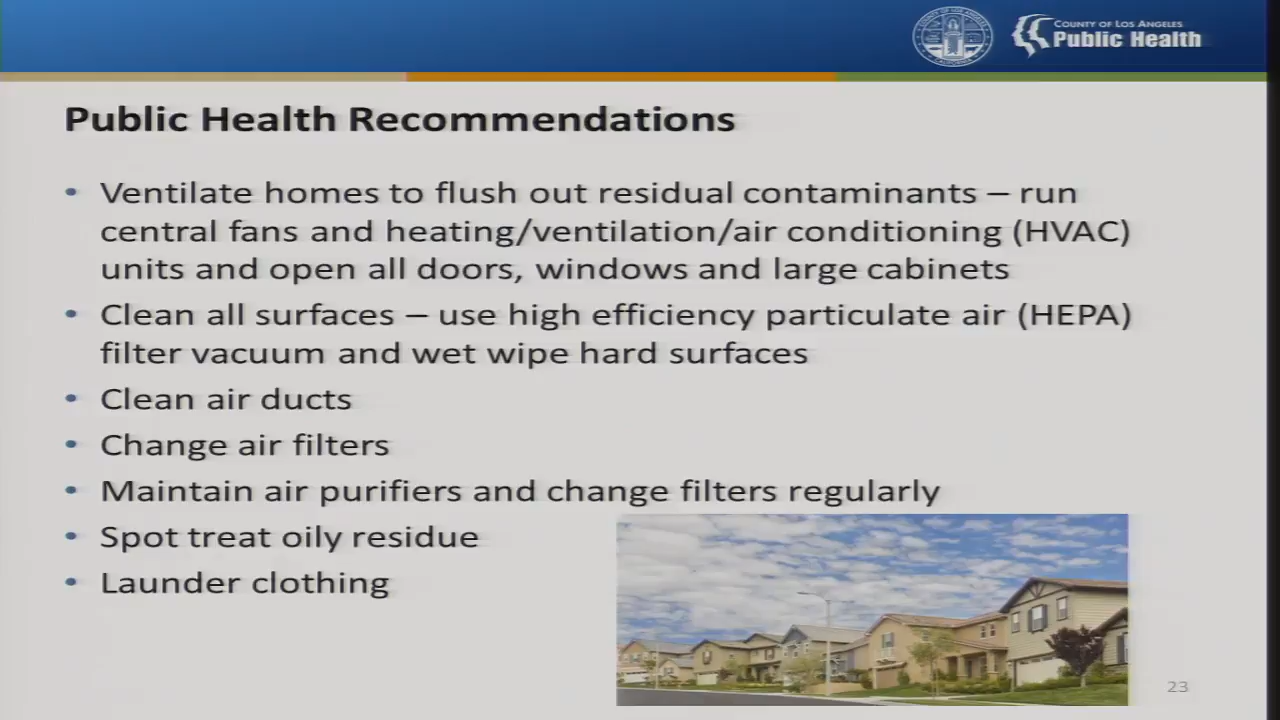 County of Los Angeles
Public Health
Public Health Recommendations
• Ventilate homes to flush out residual contaminants – run
central fans and heating/ventilation/air conditioning (HVAC)
units and open all doors, windows and large cabinets
• Clean all surfaces – use high efficiency particulate air (HEPA)
filter vacuum and wet wipe hard surfaces
• Clean air ducts
• Change air filters
• Maintain air purifiers and change filters regularly
• Spot treat oily residue
• Launder clothing
23